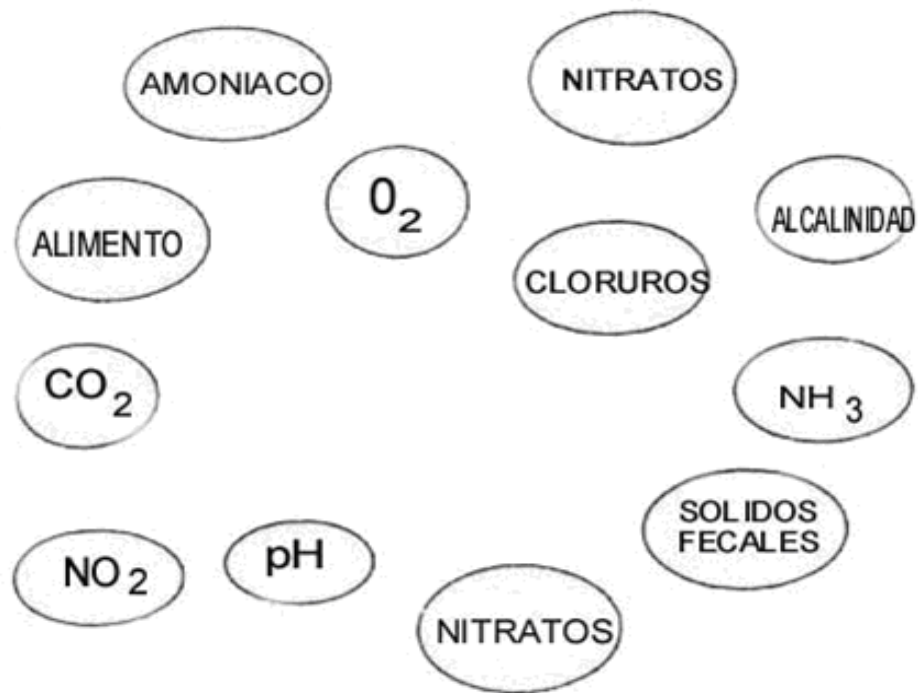 AMONIACO
NITRATOS
0₂
ALIMENTO
ALCALINIDAD
CLORUROS
CO₂
NH₃
SOLIDOS
FECALES
NO₂
pH
NITRATOS